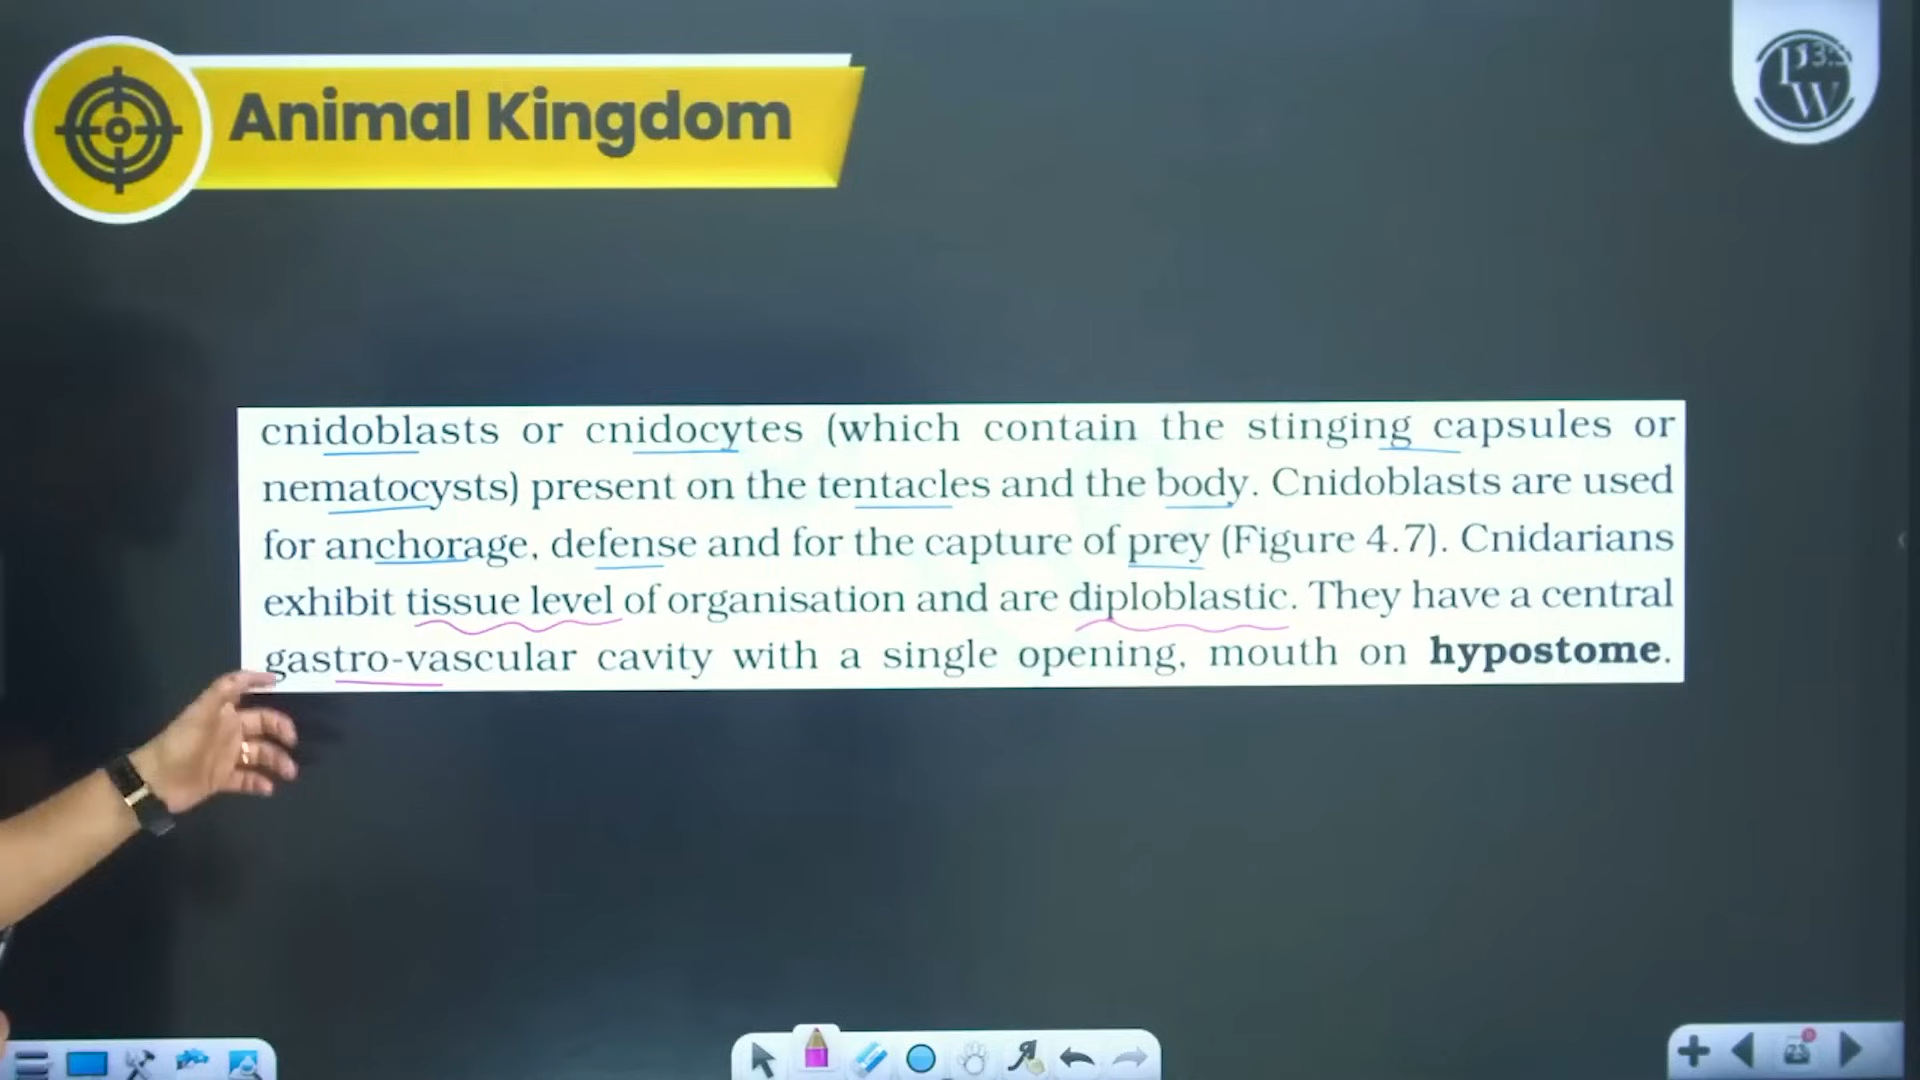 Animal Kingdom
PW
cnidoblasts or cnidocytes (which contain the stinging capsules or
nematocysts) present on the tentacles and the body. Cnidoblasts are used
for anchorage, defense and for the capture of prey (Figure 4.7). Cnidarians
exhibit tissue level of organisation and are diploblastic. They have a central
gastro-vascular cavity with a single opening, mouth on hypostome.
23